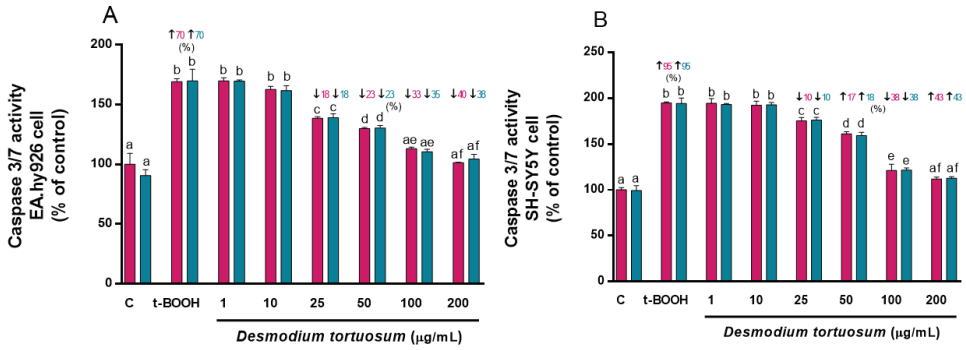 A
Caspase 3/7 activity
EA.hy926 cell
(% of control)
200
150
100
50
0
↑70 ↑70
(%)
a a b b b b b b
↓18 ↓18
c c
↓23 ↓23
(%)
d d
↓33 ↓35
ae ae
↓40 ↓38
af af
C t-BOOH 1 10 25 50 100 200
Desmodium tortuosum (μg/mL)
B
Caspase 3/7 activity
SH-SY5Y cell
(% of control)
250
200
150
100
50
0
↑95 ↑95
(%)
a a b b b b b b
↓10 ↓10
c c
↑17 ↑18
(%)
d d
↓38 ↓38
e e
↑43 ↑43
af af
C t-BOOH 1 10 25 50 100 200
Desmodium tortuosum (μg/mL)